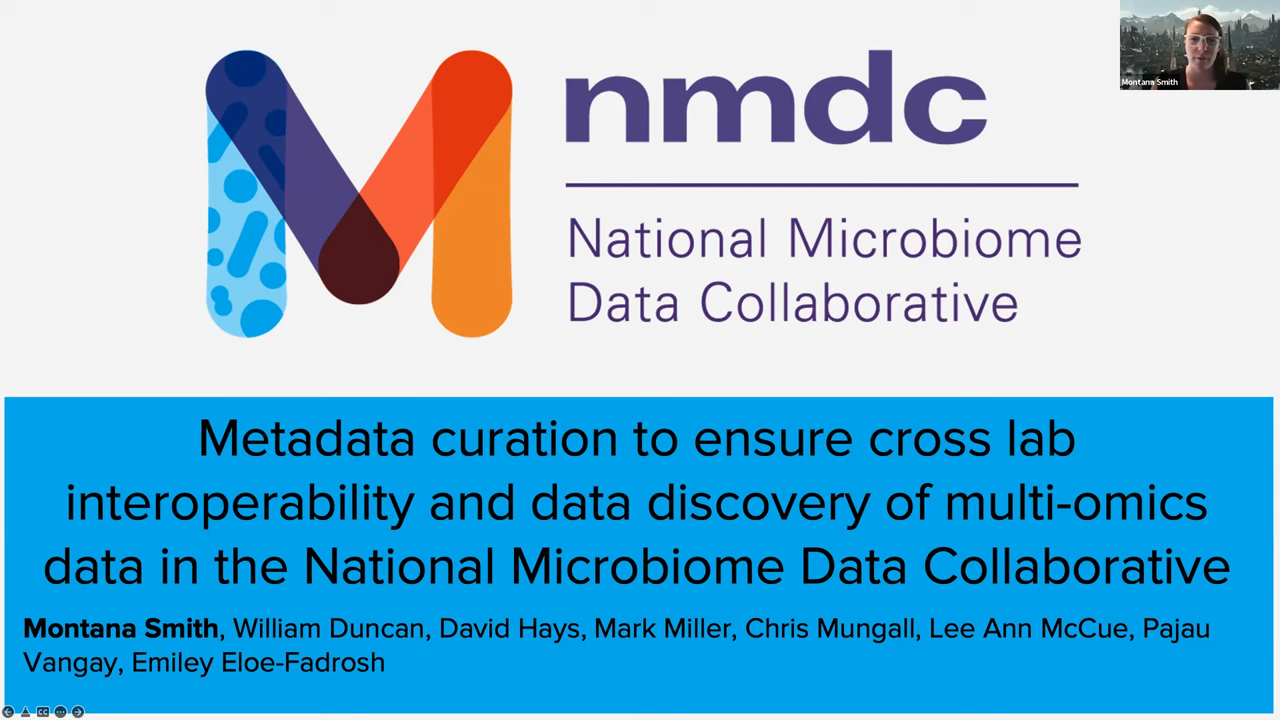 Montana Smith
nmdc
National Microbiome
Data Collaborative
Metadata curation to ensure cross lab
interoperability and data discovery of multi-omics
data in the National Microbiome Data Collaborative
Montana Smith, William Duncan, David Hays, Mark Miller, Chris Mungall, Lee Ann McCue, Pajau
Vangay, Emiley Eloe-Fadrosh